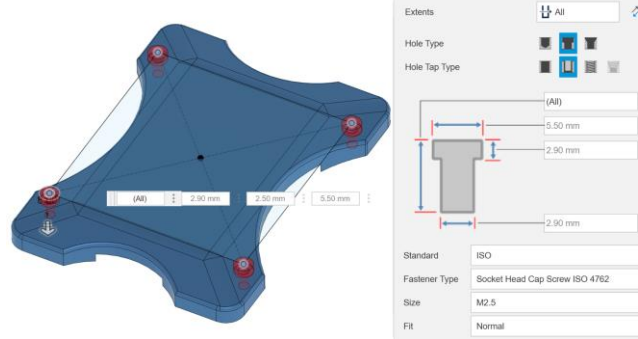 Extents All
Hole Type
Hole Tap Type
(All)
5.50 mm
2.90 mm
(All) 2.90 mm 2.50 mm 5.50 mm
2.90 mm
Standard ISO
Fastener Type Socket Head Cap Screw ISO 4762
Size M2.5
Fit Normal